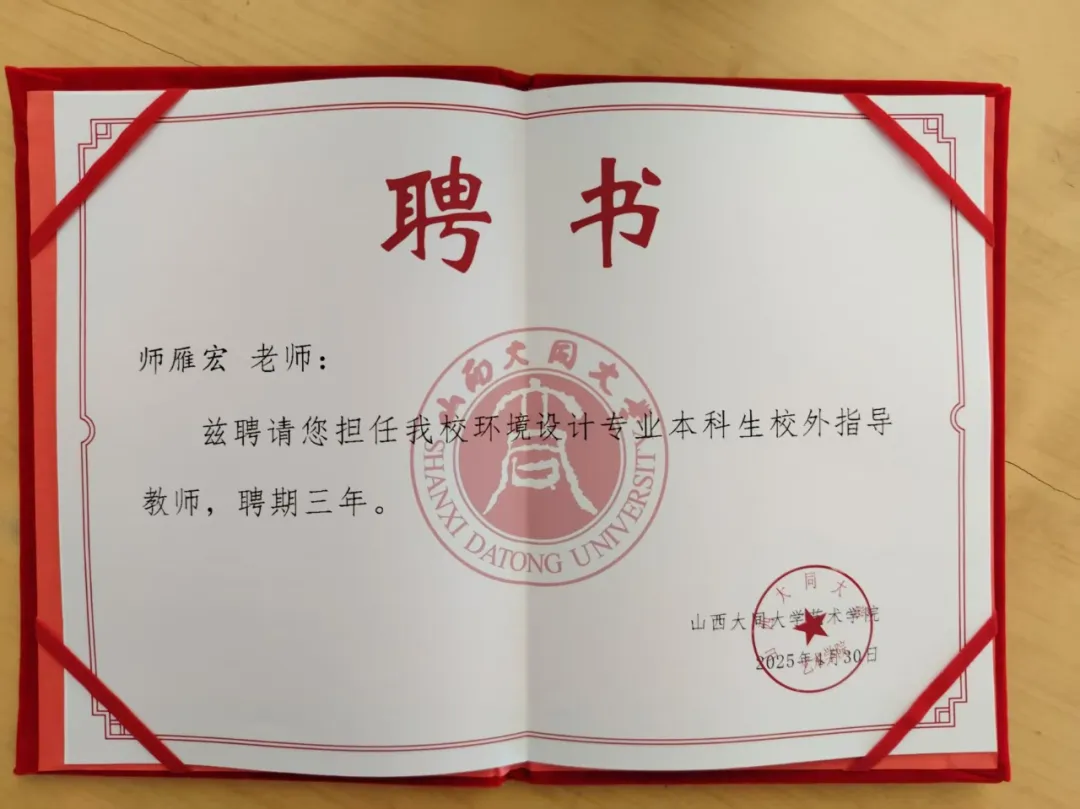 聘书
师雁宏 老师：
兹聘请您担任我校环境设计专业本科生校外指导
教师，聘期三年。
山西大同大学
SHANXI DATONG UNIVERSITY
山西大同大学艺术学院
2025年4月30日